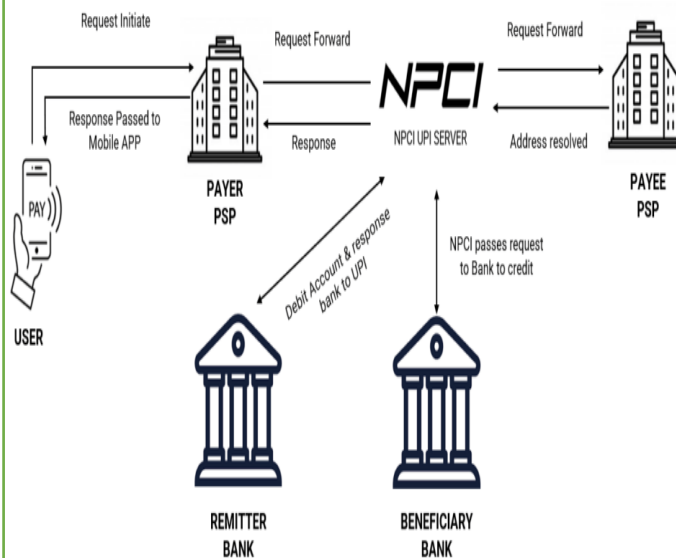 Request Initiate
Request Forward
Request Forward
NPCI
Response Passed to
Mobile APP
Response
NPCI UPI SERVER
Address resolved
PAY
PAYER
PSP
PAYEE
PSP
Debit Account & response
bank to UPI
NPCI passes request
to Bank to credit
USER
REMITTER
BANK
BENEFICIARY
BANK